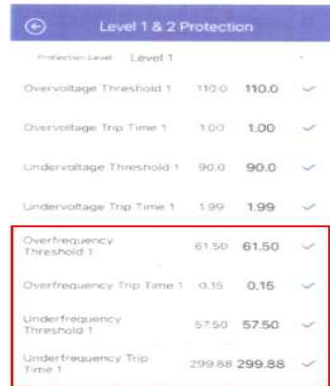 Level 1 & 2 Protection
Protection Level Level 1
Overvoltage Threshold 1 110.0 110.0
Overvoltage Trip Time 1 1.00 1.00
Undervoltage Threshold 1 90.0 90.0
Undervoltage Trip Time 1 1.99 1.99
Overfrequency
Threshold 1 61.50 61.50
Overfrequency Trip Time 1 0.15 0.15
Underfrequency
Threshold 1 57.50 57.50
Underfrequency Trip
Time 1 299.88 299.88